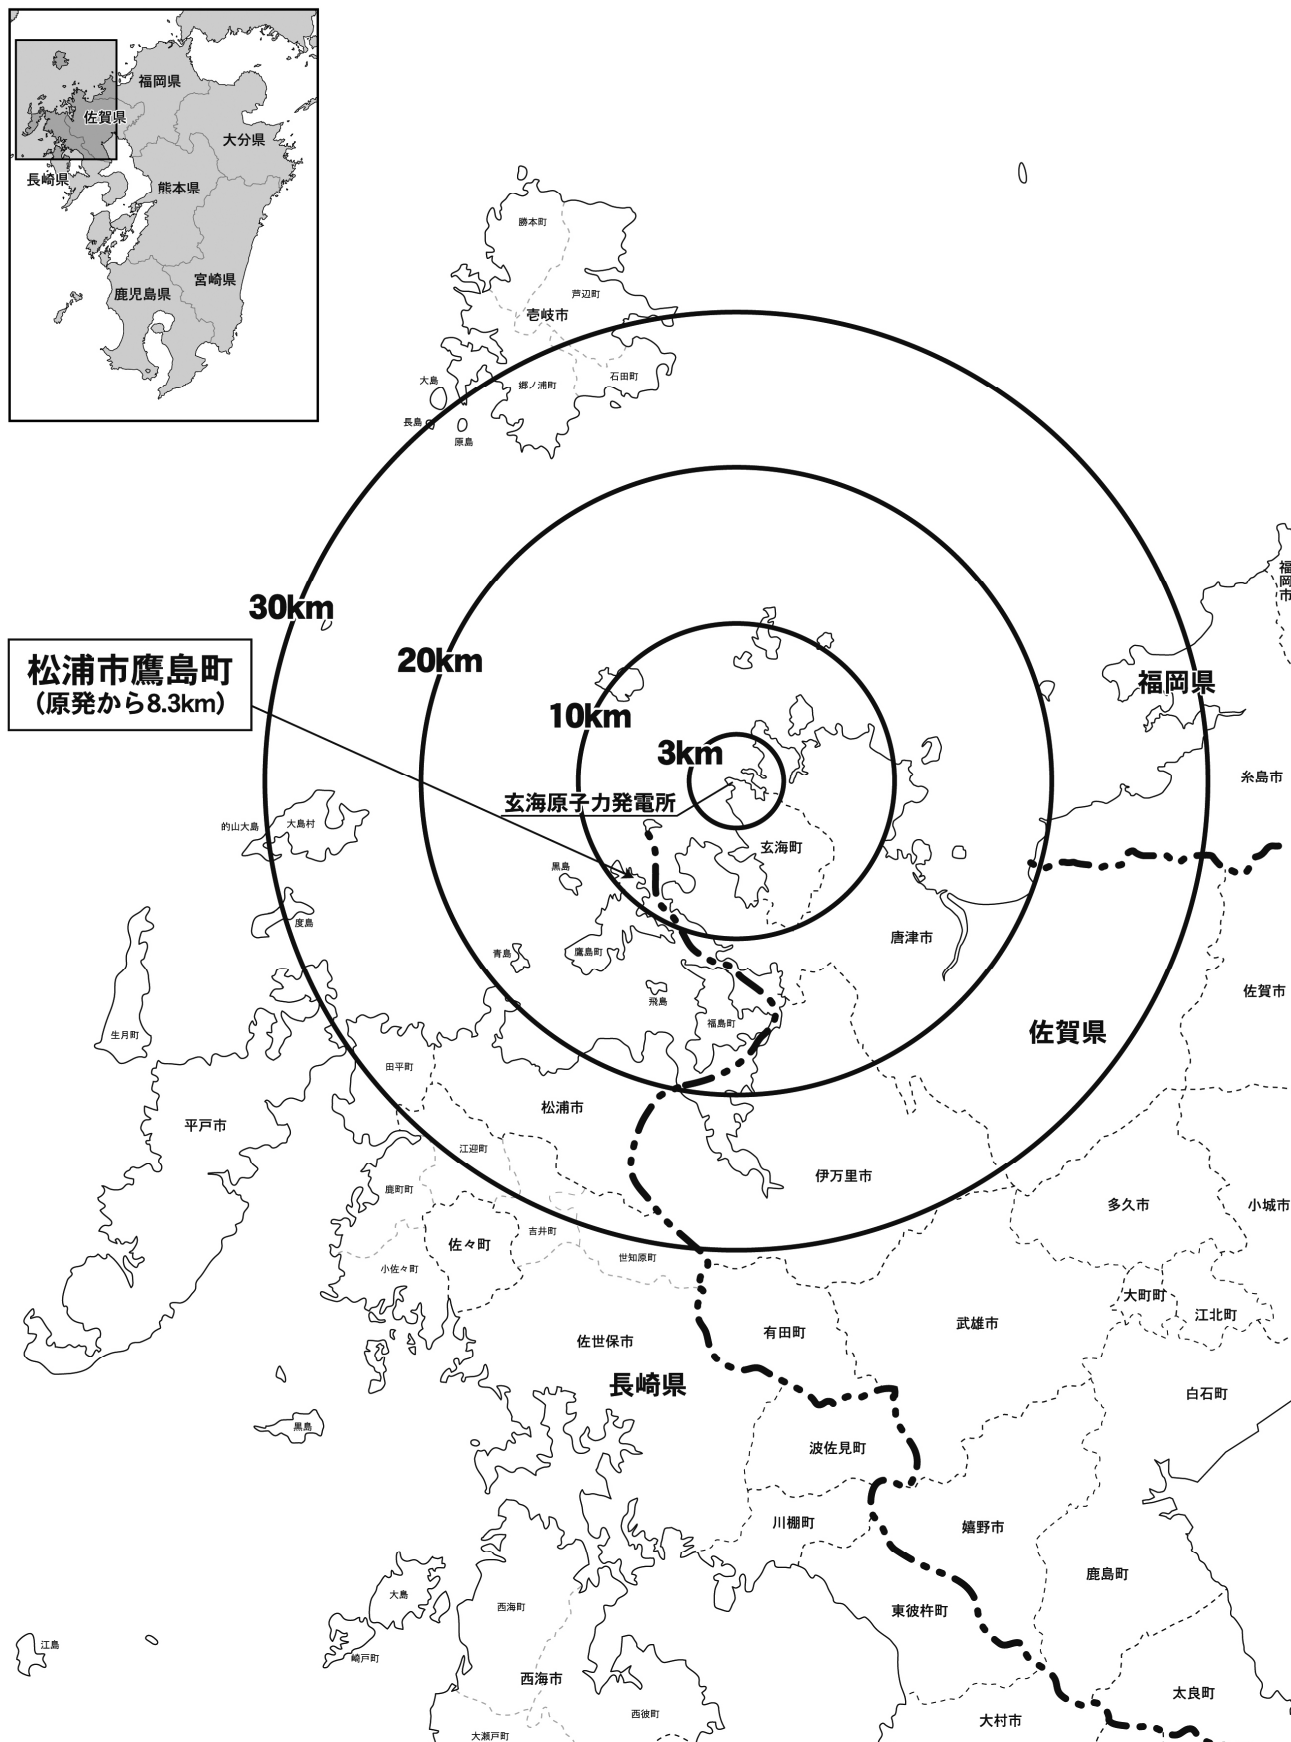 福岡県
佐賀県
大分県
長崎県
熊本県
宮崎県
鹿児島県
勝本町
芦辺町
壱岐市
石田町
郷ノ浦町
大島
長島
原島
福岡市
30km
20km
10km
3km
松浦市鷹島町
（原発から8.3km）
福岡県
糸島市
玄海原子力発電所
的山大島
大島村
玄海町
黒島
度島
唐津市
青島
鷹島町
飛島
福島町
佐賀市
佐賀県
生月町
田平町
松浦市
平戸市
江迎町
伊万里市
鹿町町
多久市
小城市
吉井町
佐々町
世知原町
小佐々町
大町町
江北町
武雄市
有田町
佐世保市
長崎県
白石町
黒島
波佐見町
川棚町
嬉野市
鹿島町
大島
西海町
東彼杵町
江島
崎戸町
西海市
太良町
西彼町
大村市
大瀬戸町